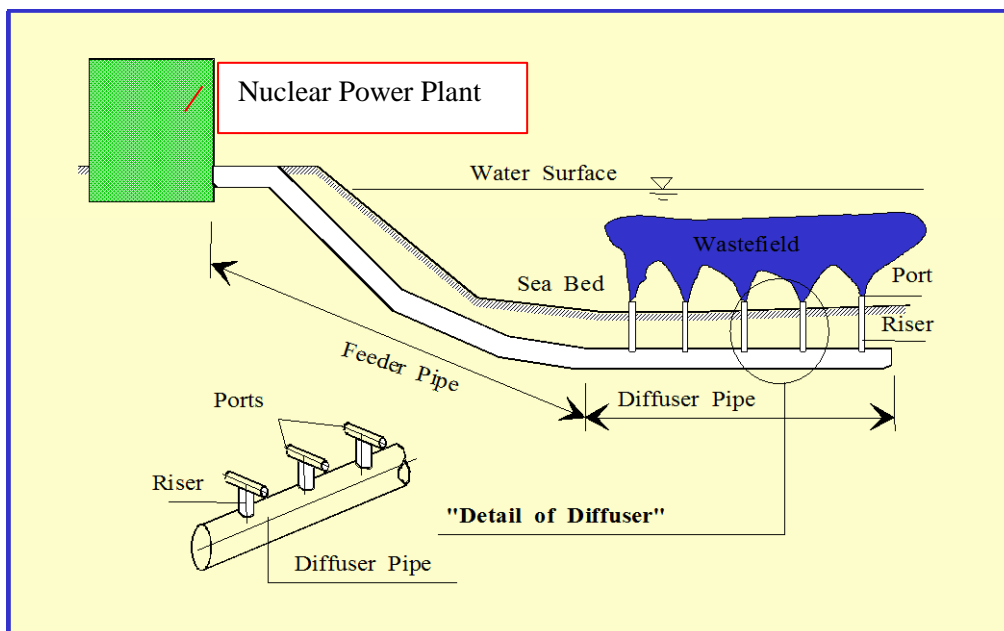 Nuclear Power Plant
Water Surface
Wastefield
Sea Bed
Port
Riser
Feeder Pipe
Diffuser Pipe
Ports
Riser
"Detail of Diffuser"
Diffuser Pipe